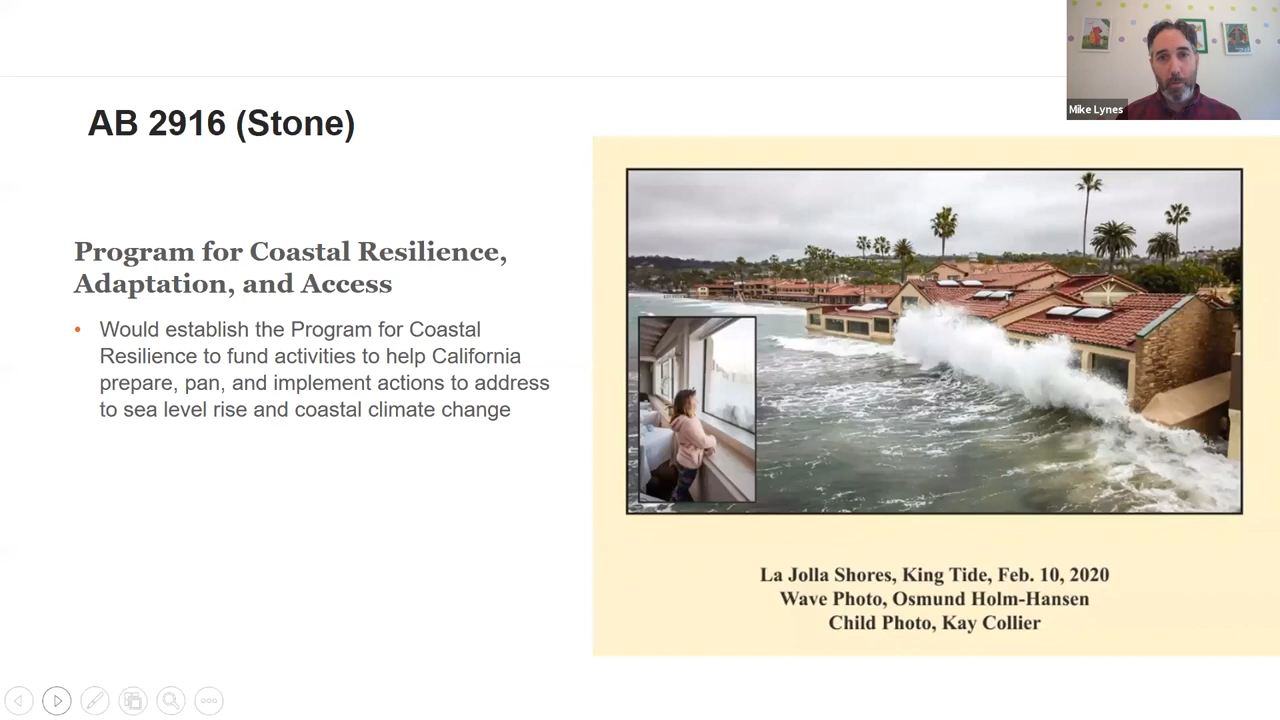 Mike Lynes
AB 2916 (Stone)
Program for Coastal Resilience,
Adaptation, and Access
• Would establish the Program for Coastal
Resilience to fund activities to help California
prepare, pan, and implement actions to address
to sea level rise and coastal climate change
La Jolla Shores, King Tide, Feb. 10, 2020
Wave Photo, Osmund Holm-Hansen
Child Photo, Kay Collier